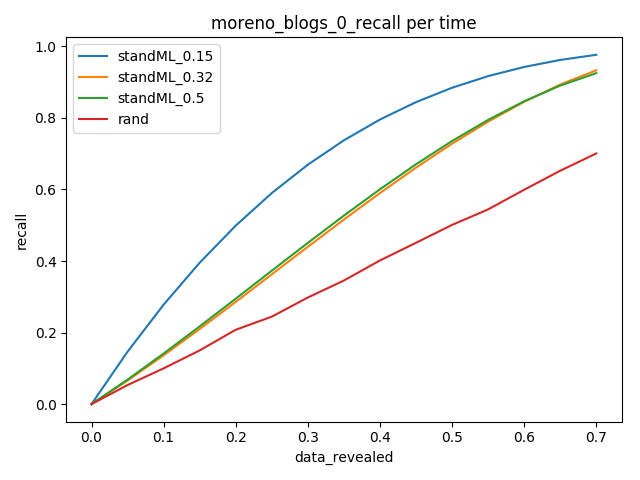 moreno_blogs_0_recall per time
standML_0.15
standML_0.32
standML_0.5
rand
recall
1.0
0.8
0.6
0.4
0.2
0.0
0.0 0.1 0.2 0.3 0.4 0.5 0.6 0.7
data_revealed